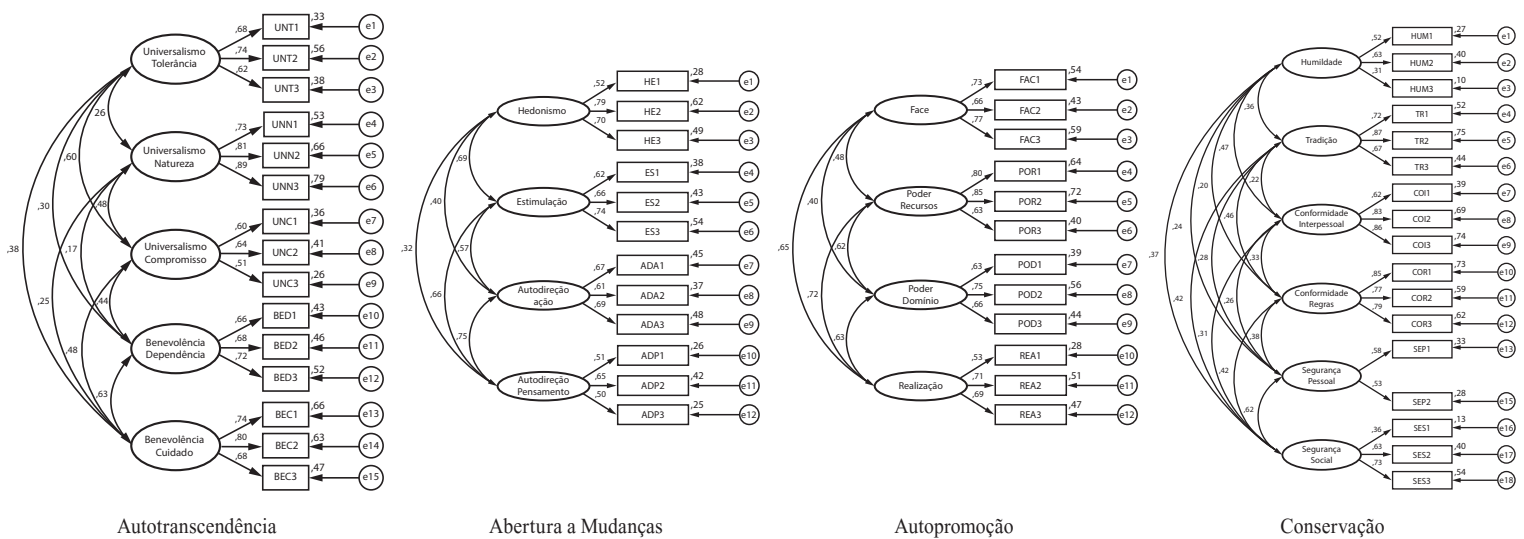 Universalismo
Tolerância
,68
,74
,62
UNT1
,33
e1
UNT2
,56
e2
UNT3
,38
e3
Universalismo
Natureza
,73
,81
,89
UNN1
,53
e4
UNN2
,66
e5
UNN3
,79
e6
Universalismo
Compromisso
,60
,64
,51
UNC1
,36
e7
UNC2
,41
e8
UNC3
,26
e9
Benevolência
Dependência
,66
,68
,72
BED1
,43
e10
BED2
,46
e11
BED3
,52
e12
Benevolência
Cuidado
,74
,80
,68
BEC1
,66
e13
BEC2
,63
e14
BEC3
,47
e15
,26
,60
,30
,48
,38
,17
,25
,44
,48
,63
Autotranscendência
Hedonismo
,52
,79
,70
HE1
,28
e1
HE2
,62
e2
HE3
,49
e3
Estimulação
,62
,66
,74
ES1
,38
e4
ES2
,43
e5
ES3
,54
e6
Autodireção
ação
,67
,61
,69
ADA1
,45
e7
ADA2
,37
e8
ADA3
,48
e9
Autodireção
Pensamento
,51
,65
,50
ADP1
,26
e10
ADP2
,42
e11
ADP3
,25
e12
,69
,40
,32
,57
,66
,75
Abertura a Mudanças
Face
,73
,66
,77
FAC1
,54
e1
FAC2
,43
e2
FAC3
,59
e3
Poder
Recursos
,80
,85
,63
POR1
,64
e4
POR2
,72
e5
POR3
,40
e6
Poder
Domínio
,63
,75
,66
POD1
,39
e7
POD2
,56
e8
POD3
,44
e9
Realização
,53
,71
,69
REA1
,28
e10
REA2
,51
e11
REA3
,47
e12
,48
,40
,65
,62
,72
,63
Autopromoção
Humildade
,52
,63
,31
HUM1
,27
e1
HUM2
,40
e2
HUM3
,10
e3
Tradição
,72
,87
,67
TR1
,52
e4
TR2
,75
e5
TR3
,44
e6
Conformidade
Interpessoal
,62
,83
,86
COI1
,39
e7
COI2
,69
e8
COI3
,74
e9
Conformidade
Regras
,85
,77
,79
COR1
,73
e10
COR2
,59
e11
COR3
,62
e12
Segurança
Pessoal
,58
,53
SEP1
,33
e13
SEP2
,28
e15
Segurança
Social
,36
,63
,73
SES1
,13
e16
SES2
,40
e17
SES3
,54
e18
,36
,47
,20
,22
,24
,46
,37
,28
,33
,42
,26
,31
,38
,42
,62
Conservação